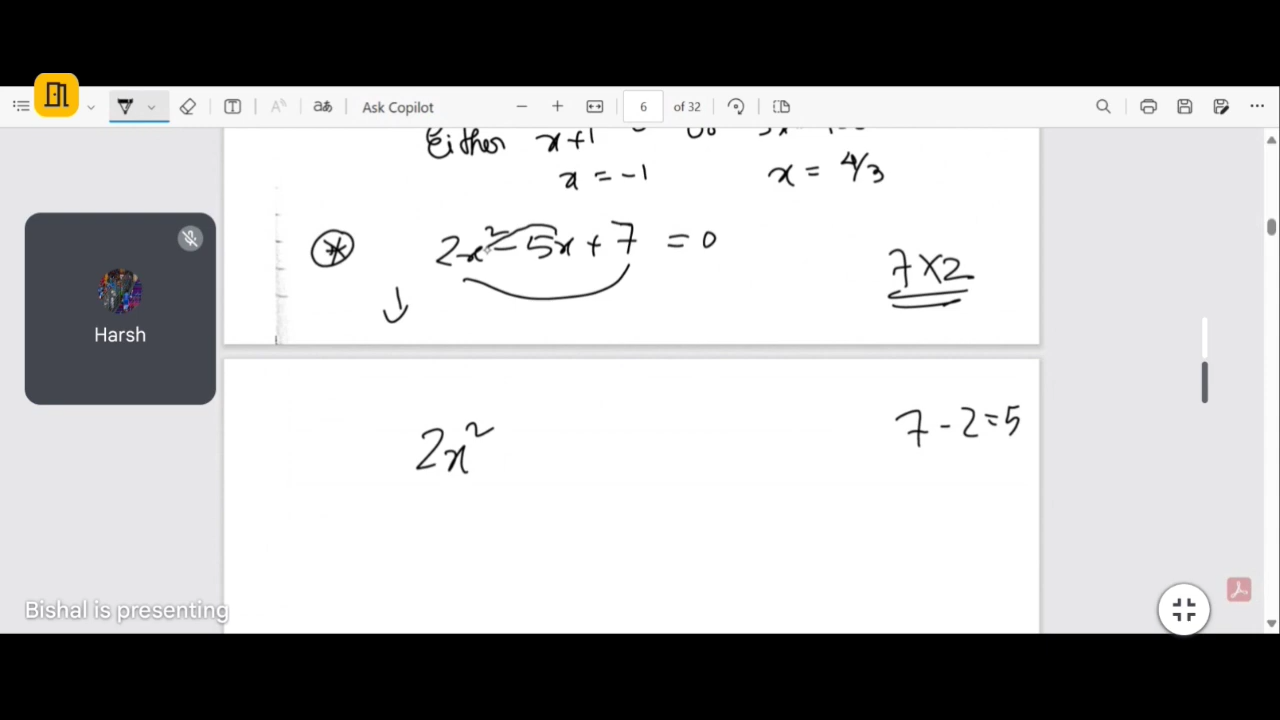 Ask Copilot
6 of 32
Either x+1
x = -1 x = 4/3
2x² - 5x + 7 = 0
7 × 2
Harsh
7 - 2 = 5
2x²
Bishal is presenting